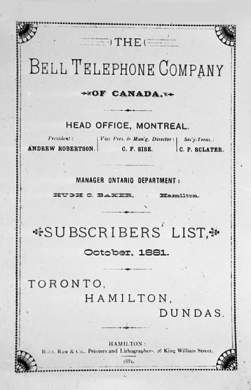 THE
BELL TELEPHONE COMPANY
OF CANADA.
HEAD OFFICE, MONTREAL.
President: Vice Pres. & Man'g. Director: Sec'y-Treas.:
ANDREW ROBERTSON. C. F. SISE. C. P. SCLATER.
MANAGER ONTARIO DEPARTMENT:
HUGH C. BAKER, Hamilton.
SUBSCRIBERS' LIST,
October, 1881.
TORONTO,
HAMILTON,
DUNDAS.
HAMILTON:
Raw & Co., Printers and Lithographers, King William Street.
1881.